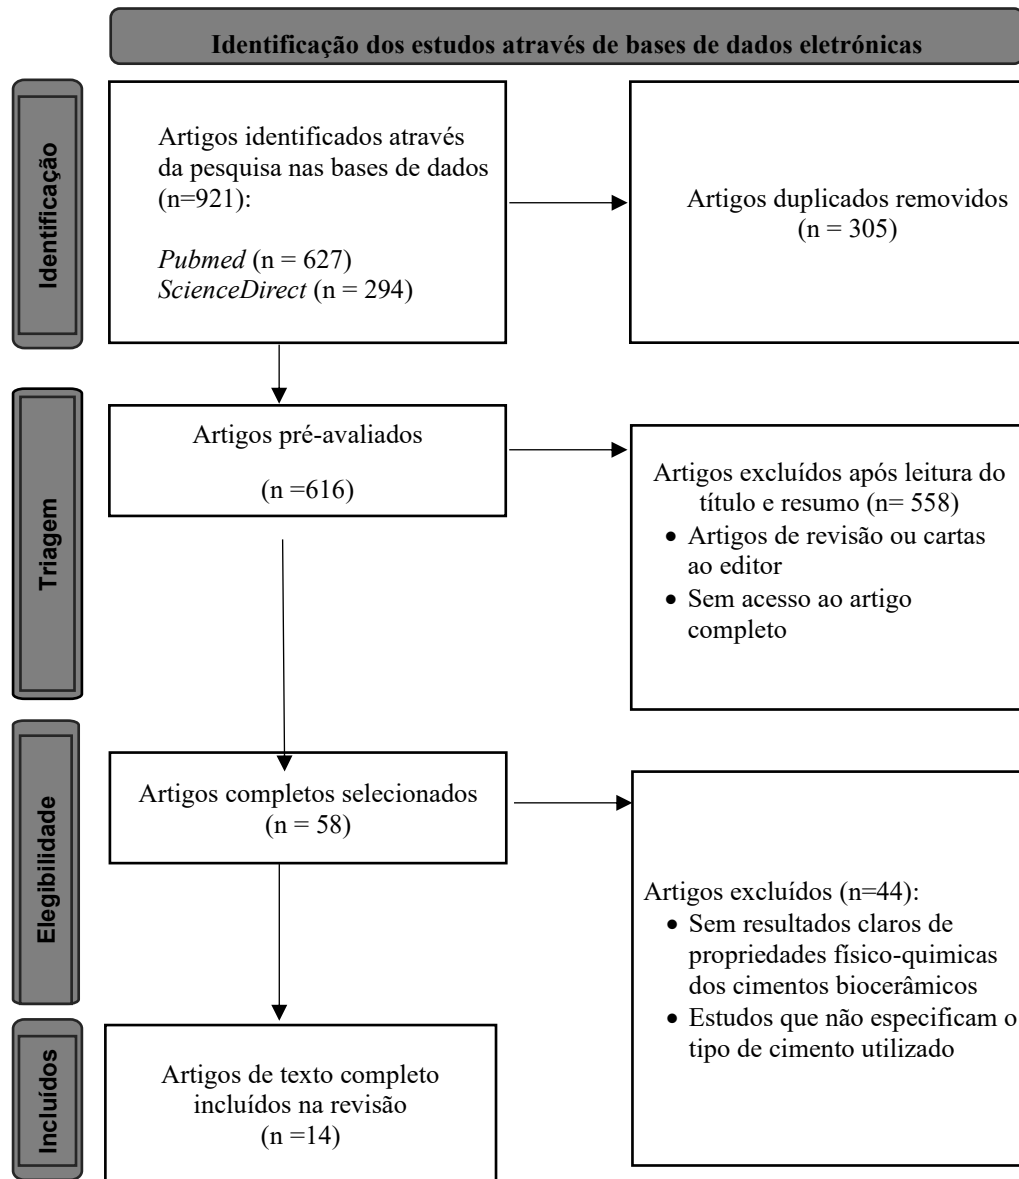 Identificação dos estudos através de bases de dados eletrónicas
Identificação
Artigos identificados através
da pesquisa nas bases de dados
(n=921):
Pubmed (n = 627)
ScienceDirect (n = 294)
Artigos duplicados removidos
(n = 305)
Triagem
Artigos pré-avaliados
(n =616)
Artigos excluídos após leitura do
título e resumo (n= 558)
• Artigos de revisão ou cartas
ao editor
• Sem acesso ao artigo
completo
Elegibilidade
Artigos completos selecionados
(n = 58)
Artigos excluídos (n=44):
• Sem resultados claros de
propriedades físico-quimicas
dos cimentos biocerâmicos
• Estudos que não especificam o
tipo de cimento utilizado
Incluídos
Artigos de texto completo
incluídos na revisão
(n =14)